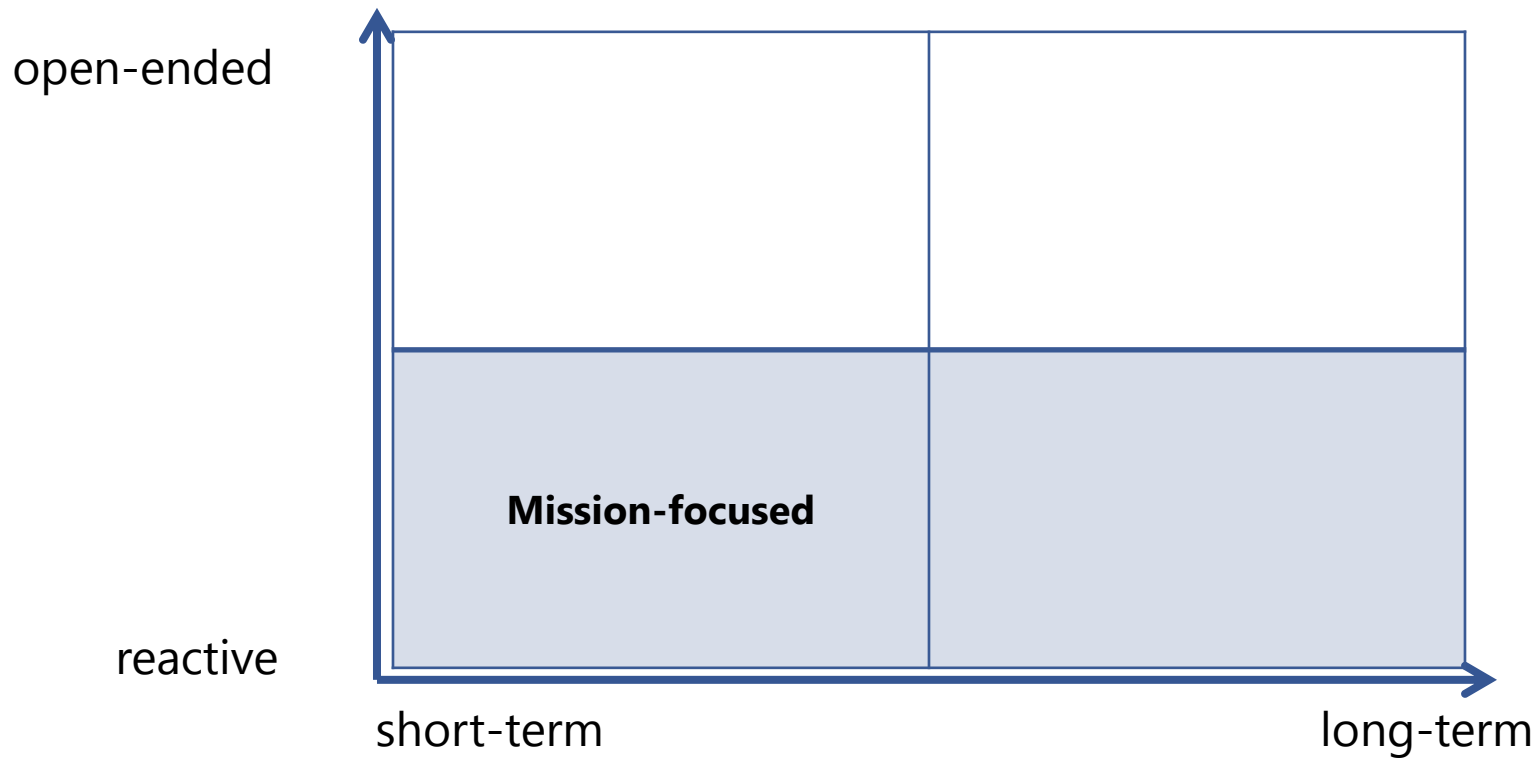 open-ended
Mission-focused
reactive
short-term
long-term